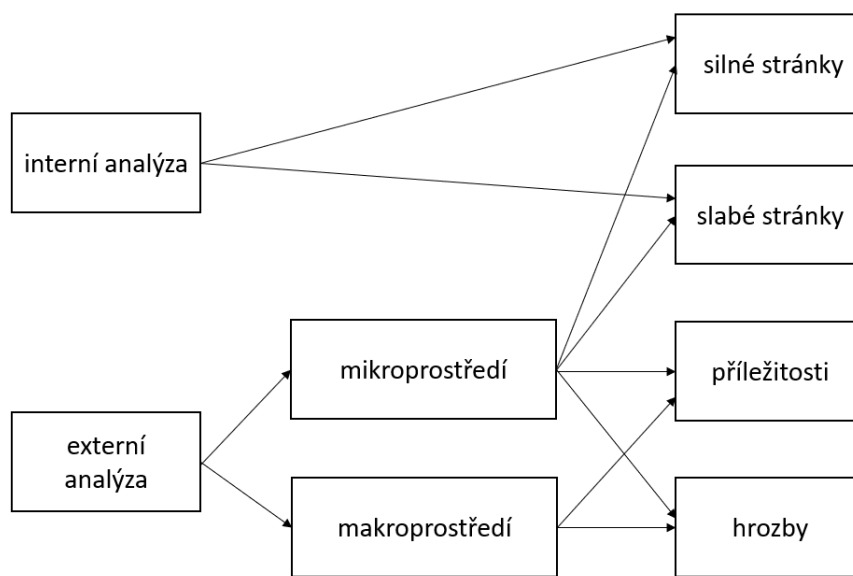 silné stránky
interní analýza
slabé stránky
mikroprostředí
příležitosti
externí
analýza
makroprostředí
hrozby